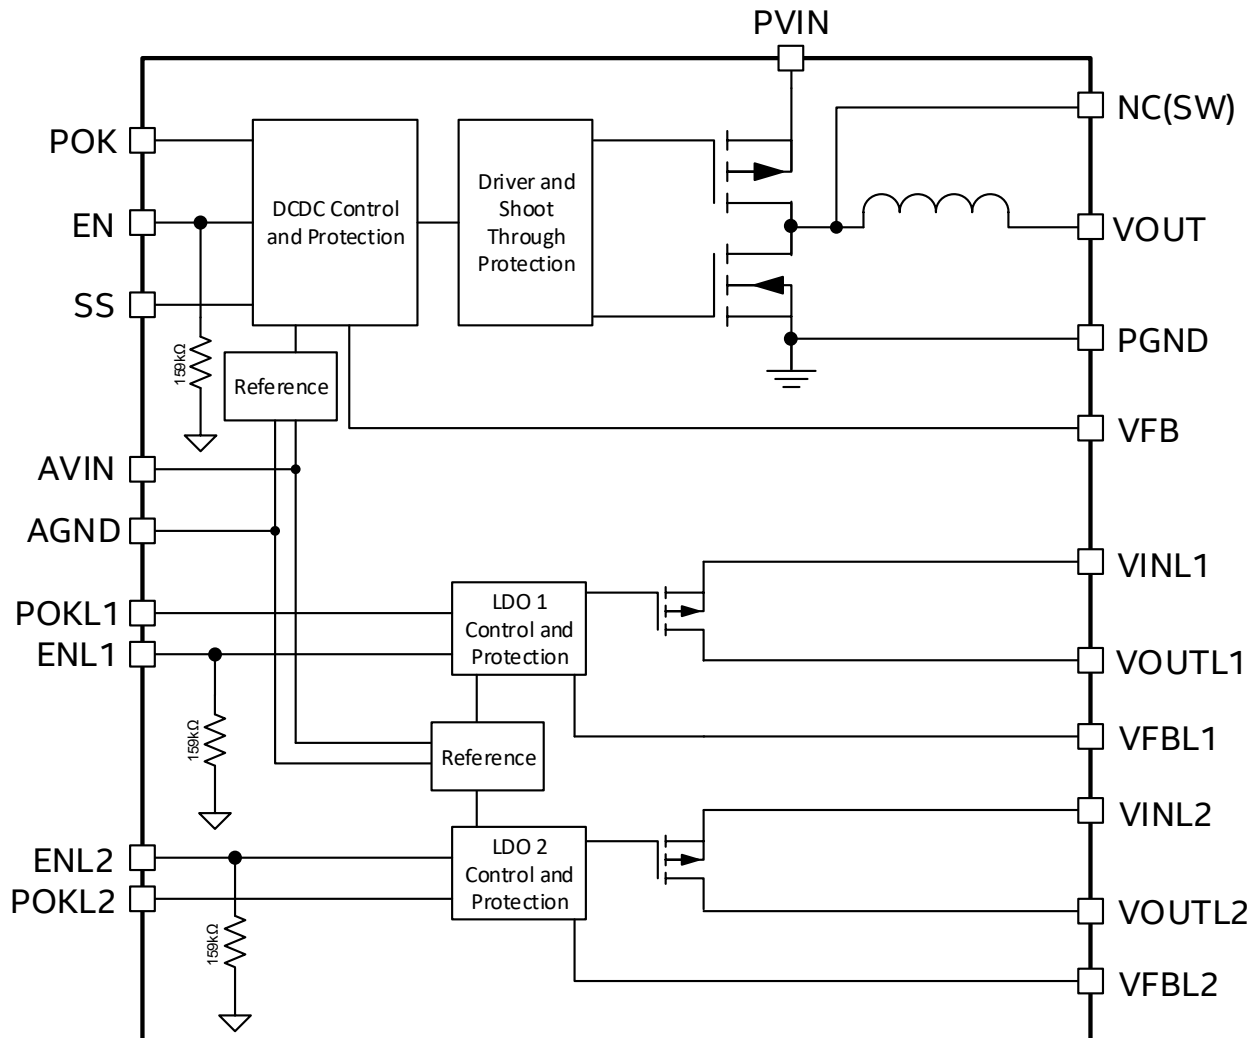 PVIN
NC(SW)
POK
EN
SS
DCDC Control
and Protection
Driver and
Shoot
Through
Protection
VOUT
PGND
159kΩ
Reference
VFB
AVIN
AGND
VINL1
POKL1
ENL1
LDO 1
Control and
Protection
VOUTL1
159kΩ
Reference
VFBL1
VINL2
ENL2
POKL2
LDO 2
Control and
Protection
VOUTL2
159kΩ
VFBL2